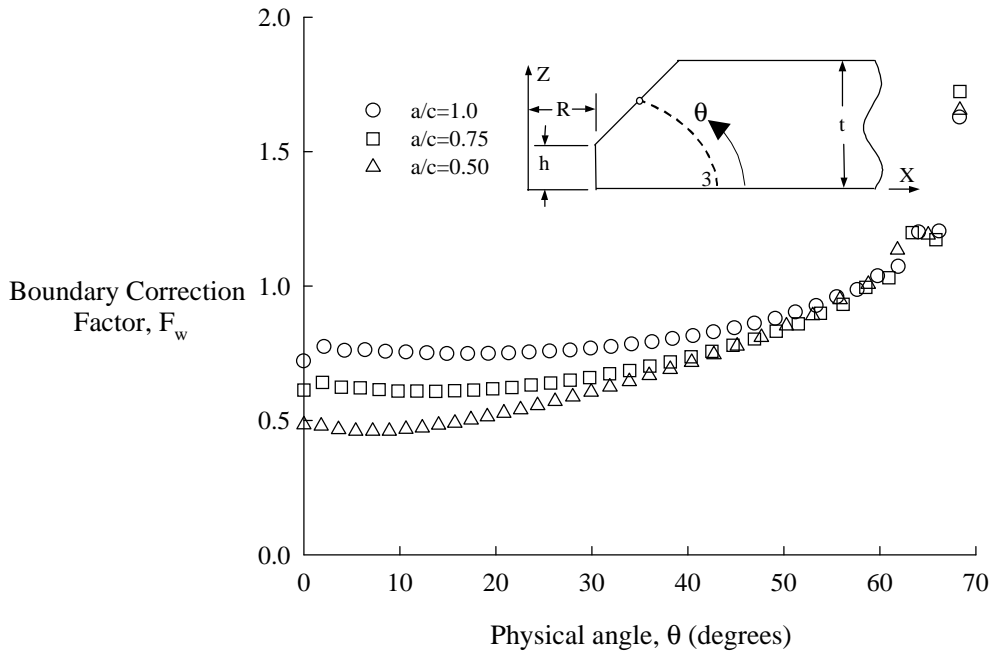 2.0
1.5
1.0
0.5
0.0
Boundary Correction
Factor, F_w
a/c=1.0
a/c=0.75
a/c=0.50
Z
R
h
θ
3
t
X
0 10 20 30 40 50 60 70
Physical angle, θ (degrees)